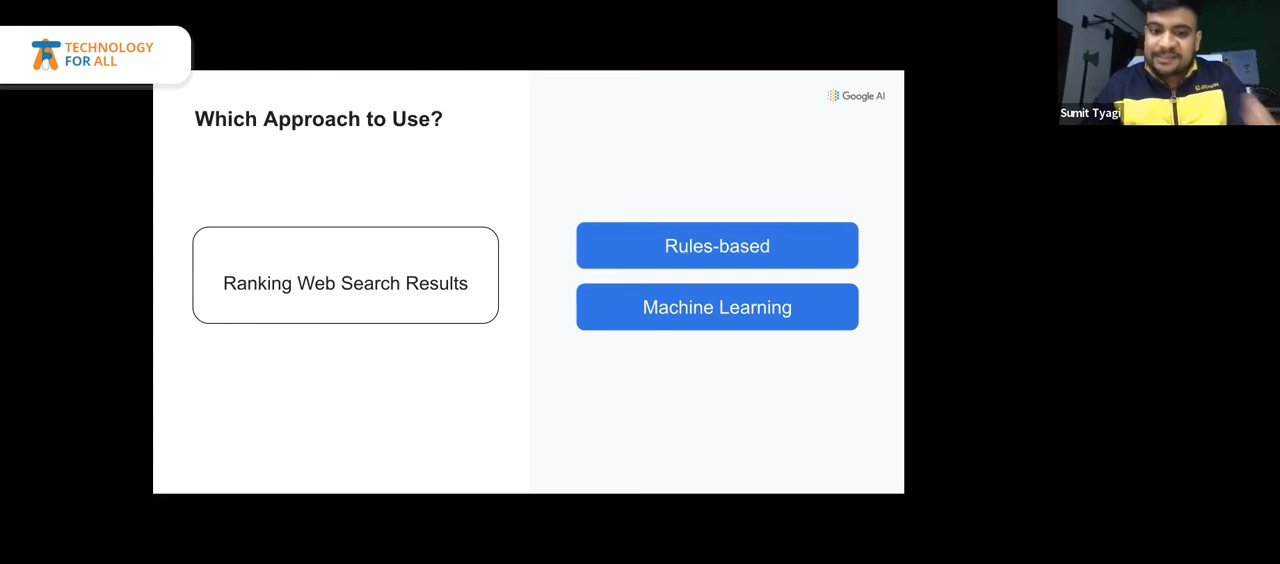 TECHNOLOGY
FOR ALL
Google AI
Which Approach to Use?
Ranking Web Search Results
Rules-based
Machine Learning
Sumit Tyagi